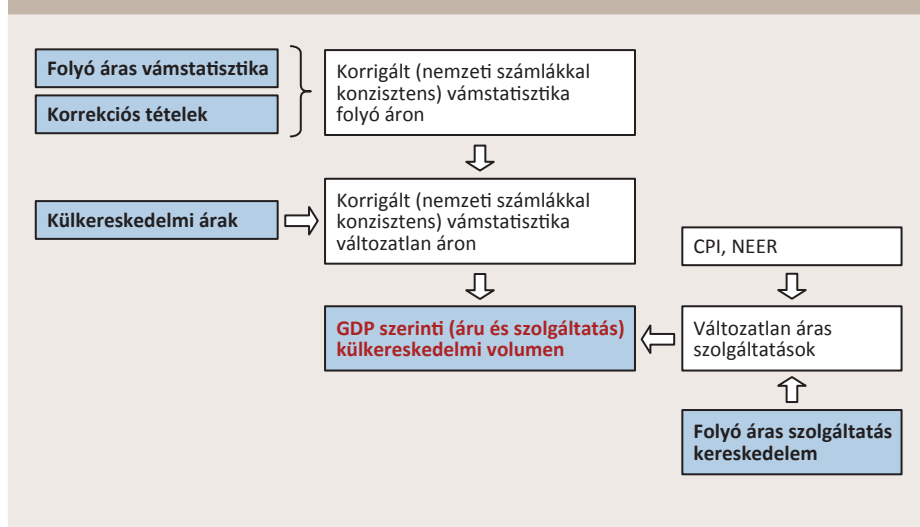 Folyó áras vámstatisztika
Korrekciós tételek
Korrigált (nemzeti számlákkal
konzisztens) vámstatisztika
folyó áron
Külkereskedelmi árak
Korrigált (nemzeti számlákkal
konzisztens) vámstatisztika
változatlan áron
CPI, NEER
GDP szerinti (áru és szolgáltatás)
külkereskedelmi volumen
Változatlan áras
szolgáltatások
Folyó áras szolgáltatás
kereskedelem